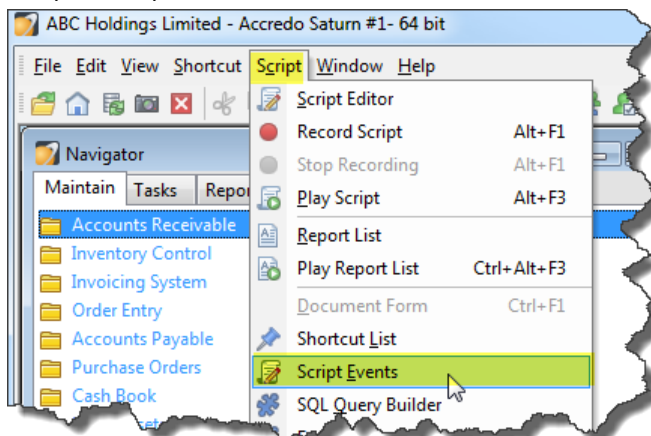 ABC Holdings Limited - Accredo Saturn #1- 64 bit
File Edit View Shortcut Script Window Help
Script Editor
Record Script Alt+F1
Stop Recording Alt+F1
Play Script Alt+F3
Report List
Play Report List Ctrl+Alt+F3
Document Form Ctrl+F1
Shortcut List
Script Events
SQL Query Builder
Navigator
Maintain Tasks
Accounts Receivable
Inventory Control
Invoicing System
Order Entry
Accounts Payable
Purchase Orders
Cash Book